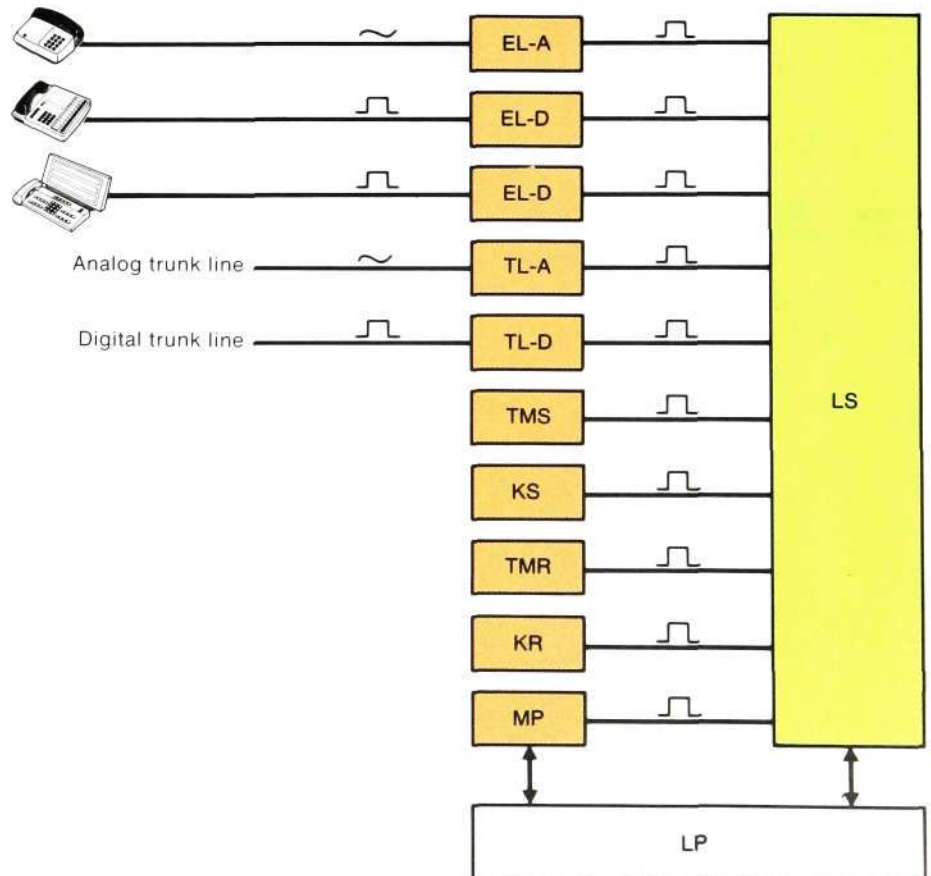 EL-A
EL-D
EL-D
Analog trunk line
TL-A
Digital trunk line
TL-D
LS
TMS
KS
TMR
KR
MP
LP